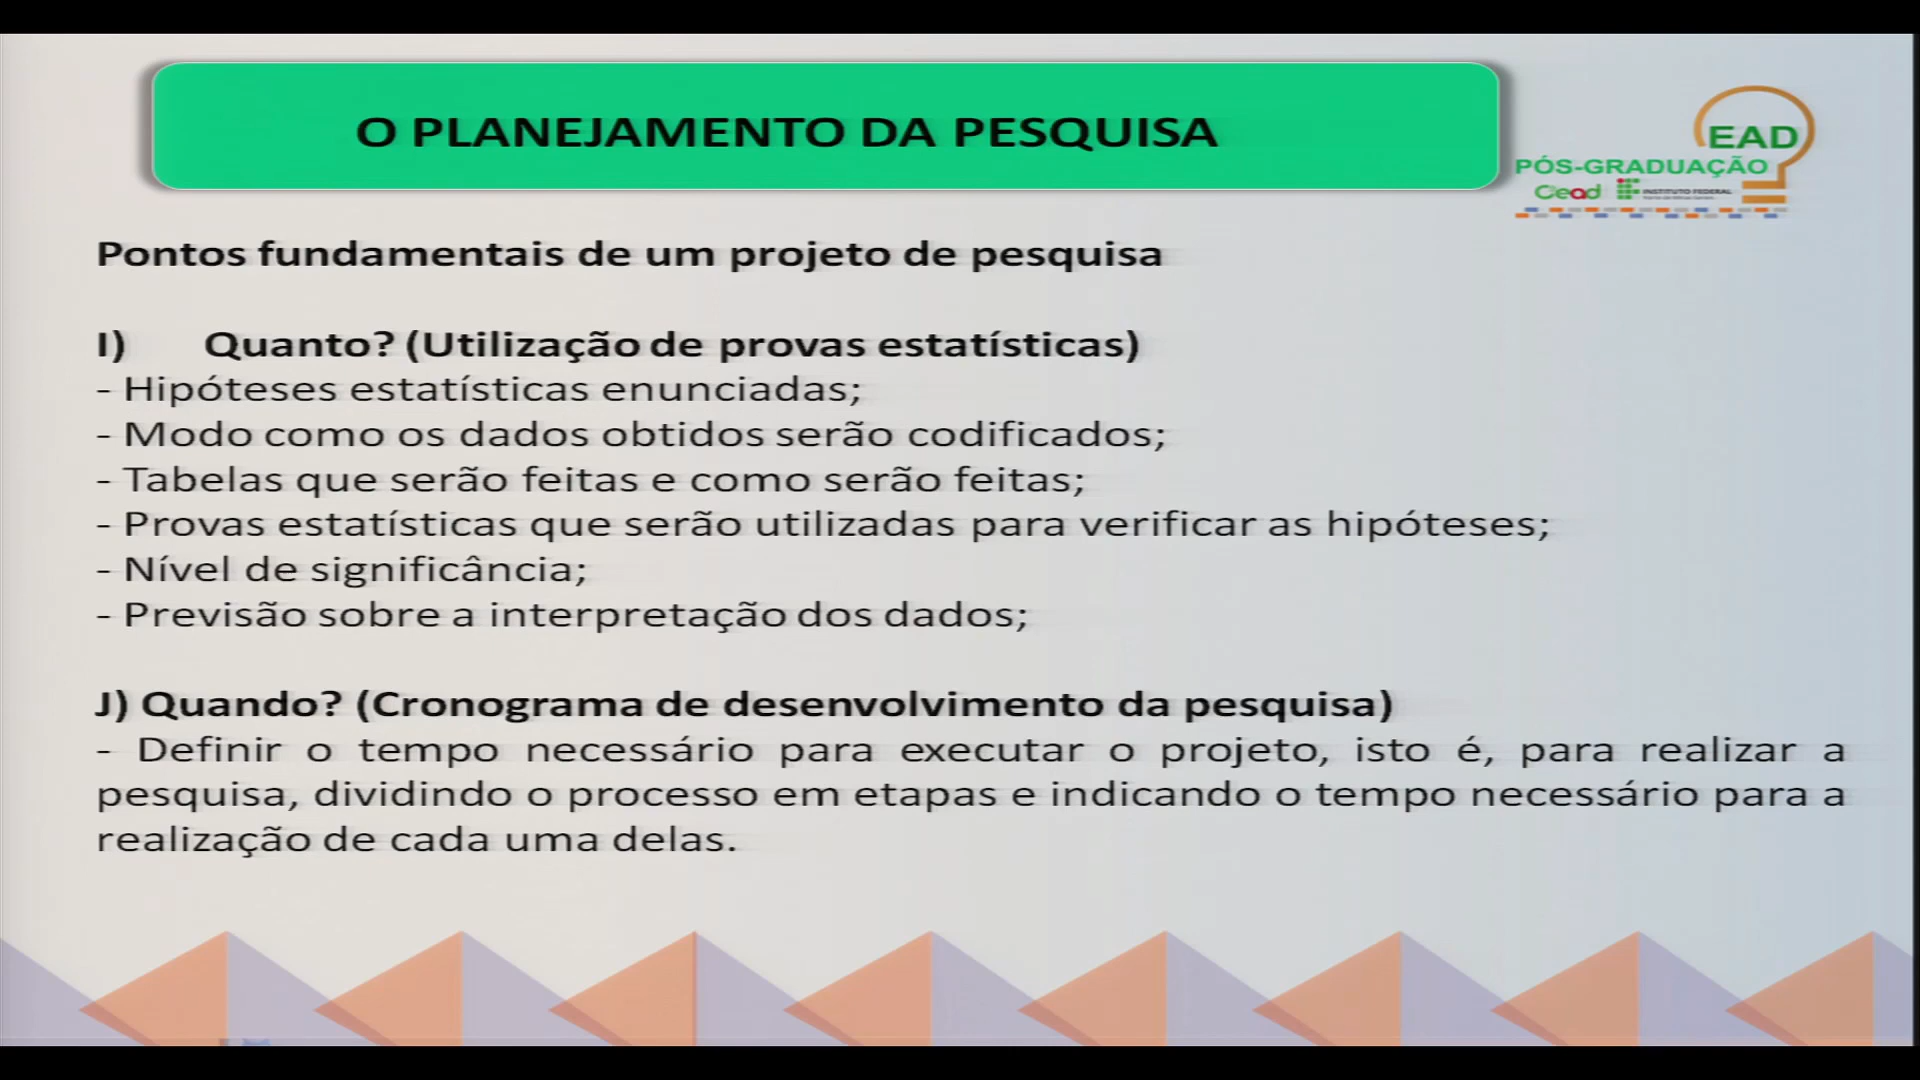 O PLANEJAMENTO DA PESQUISA
EAD
PÓS-GRADUAÇÃO
Cead
INSTITUTO FEDERAL
Pontos fundamentais de um projeto de pesquisa
I) Quanto? (Utilização de provas estatísticas)
- Hipóteses estatísticas enunciadas;
- Modo como os dados obtidos serão codificados;
- Tabelas que serão feitas e como serão feitas;
- Provas estatísticas que serão utilizadas para verificar as hipóteses;
- Nível de significância;
- Previsão sobre a interpretação dos dados;
J) Quando? (Cronograma de desenvolvimento da pesquisa)
- Definir o tempo necessário para executar o projeto, isto é, para realizar a
pesquisa, dividindo o processo em etapas e indicando o tempo necessário para a
realização de cada uma delas.